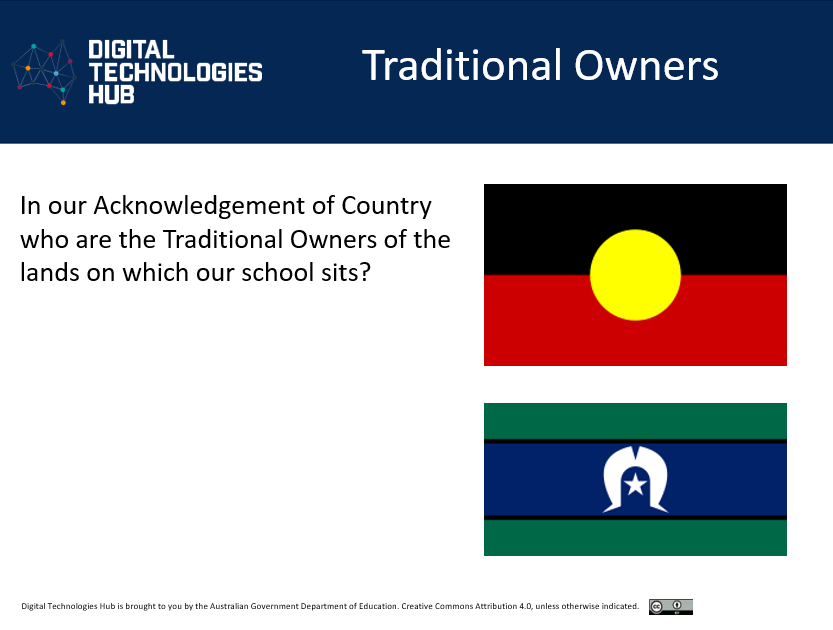 DIGITAL
TECHNOLOGIES
HUB
Traditional Owners
In our Acknowledgement of Country
who are the Traditional Owners of the
lands on which our school sits?
Digital Technologies Hub is brought to you by the Australian Government Department of Education. Creative Commons Attribution 4.0, unless otherwise indicated.
cc
BY